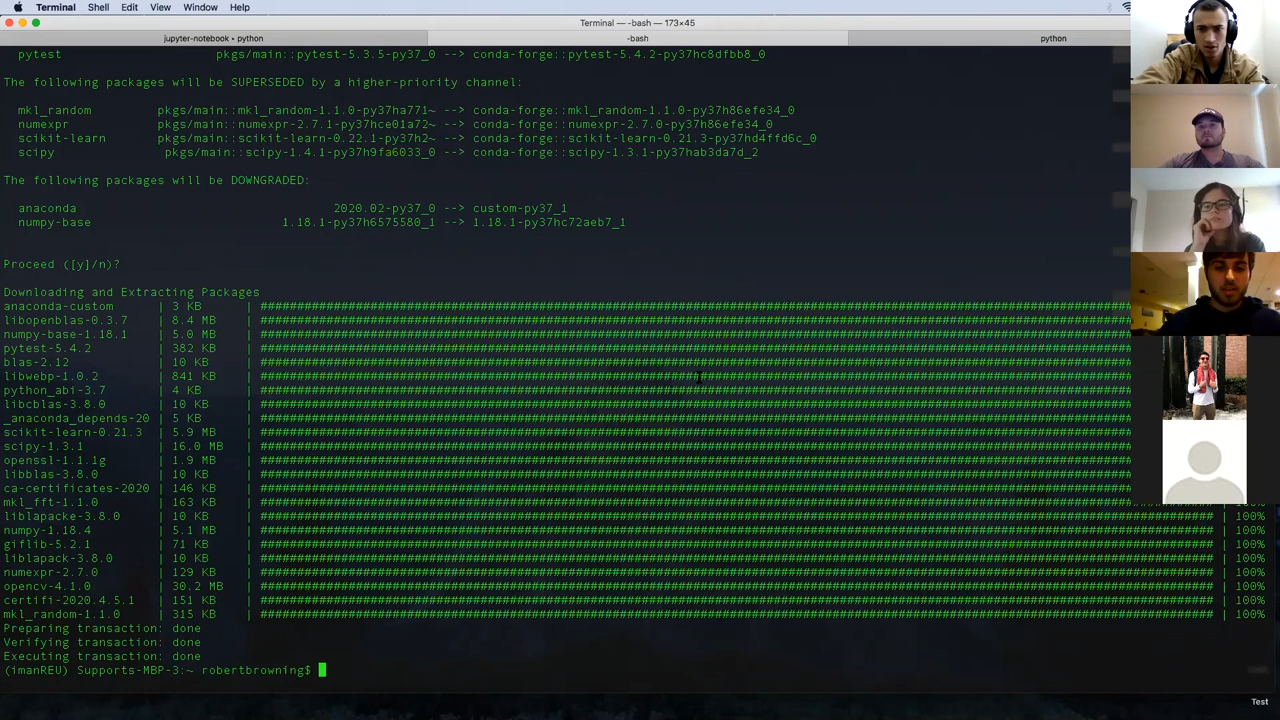 Terminal Shell Edit View Window Help
Terminal — -bash — 173×45
jupyter-notebook • python -bash python
pytest pkgs/main::pytest-5.3.5-py37_0 --> conda-forge::pytest-5.4.2-py37hc8dfbb8_0
The following packages will be SUPERSEDED by a higher-priority channel:
mkl_random pkgs/main::mkl_random-1.1.0-py37ha771~ --> conda-forge::mkl_random-1.1.0-py37h86efe34_0
numexpr pkgs/main::numexpr-2.7.1-py37hce01a72~ --> conda-forge::numexpr-2.7.0-py37h86efe34_0
scikit-learn pkgs/main::scikit-learn-0.22.1-py37h2~ --> conda-forge::scikit-learn-0.21.3-py37hd4ffd6c_0
scipy pkgs/main::scipy-1.4.1-py37h9fa6033_0 --> conda-forge::scipy-1.3.1-py37hab3da7d_2
The following packages will be DOWNGRADED:
anaconda 2020.02-py37_0 --> custom-py37_1
numpy-base 1.18.1-py37h6575580_1 --> 1.18.1-py37hc72aeb7_1
Proceed ([y]/n)?
Downloading and Extracting Packages
anaconda-custom | 3 KB |
libopenblas-0.3.7 | 8.4 MB |
numpy-base-1.18.1 | 5.0 MB |
pytest-5.4.2 | 382 KB |
blas-2.12 | 10 KB |
libwebp-1.0.2 | 841 KB |
python_abi-3.7 | 4 KB |
libcblas-3.8.0 | 10 KB |
_anaconda_depends-20 | 5 KB |
scikit-learn-0.21.3 | 5.9 MB |
scipy-1.3.1 | 16.0 MB |
openssl-1.1.1g | 1.9 MB |
libblas-3.8.0 | 10 KB |
ca-certificates-2020 | 146 KB |
mkl_fft-1.1.0 | 163 KB |
liblapacke-3.8.0 | 10 KB | | 100%
numpy-1.18.4 | 5.1 MB | | 100%
giflib-5.2.1 | 71 KB | | 100%
liblapack-3.8.0 | 10 KB | | 100%
numexpr-2.7.0 | 129 KB | | 100%
opencv-4.1.0 | 30.2 MB | | 100%
certifi-2020.4.5.1 | 151 KB | | 100%
mkl_random-1.1.0 | 315 KB | | 100%
Preparing transaction: done
Verifying transaction: done
Executing transaction: done
(imanREU) Supports-MBP-3:~ robertbrowning$
Test